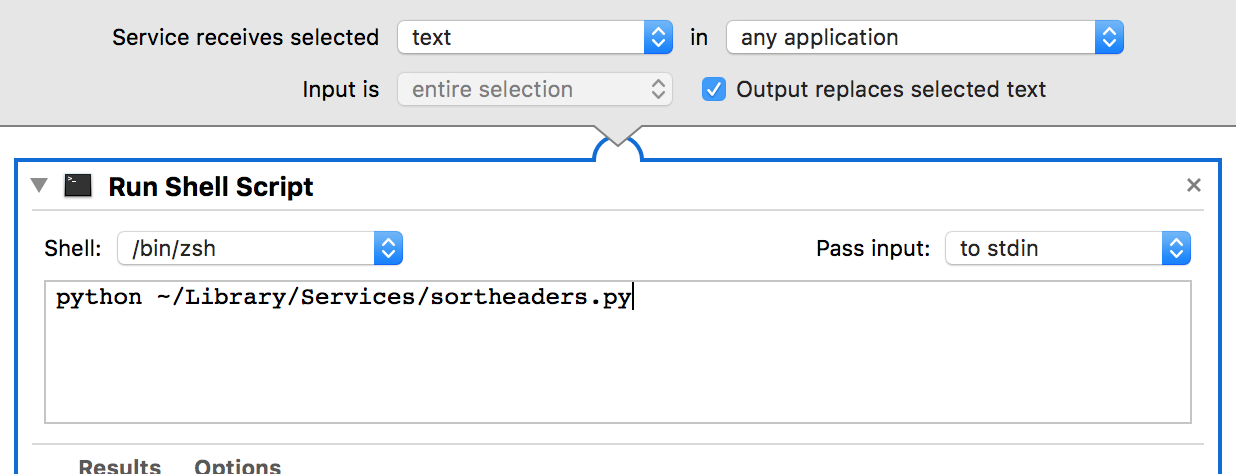 Service receives selected text in any application
Input is entire selection Output replaces selected text
Run Shell Script
Shell: /bin/zsh Pass input: to stdin
python ~/Library/Services/sortheaders.py
Results Options